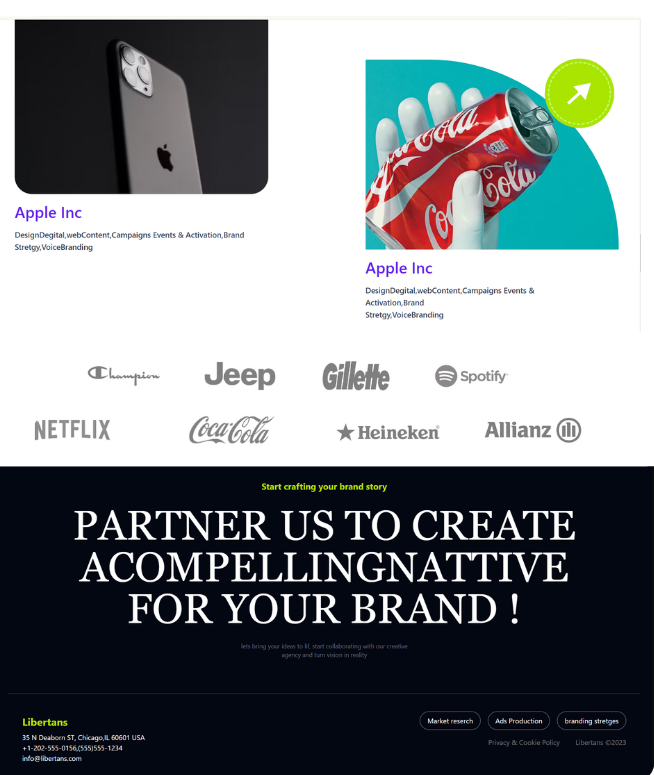 Coca-Cola
Coca-Cola
Apple Inc
DesignDegital,webContent,Campaigns Events & Activation,Brand
Stretgy,VoiceBranding
Apple Inc
DesignDegital,webContent,Campaigns Events &
Activation,Brand
Stretgy,VoiceBranding
Champion Jeep Gillette Spotify
NETFLIX Coca-Cola Heineken Allianz
Start crafting your brand story
PARTNER US TO CREATE
ACOMPELLINGNATTIVE
FOR YOUR BRAND !
lets bring your ideas to lif, start collaborating with our creative
agency and turn vision in reality
Libertans
35 N Deaborn ST, Chicago,IL 60601 USA
+1-202-555-0156,(555)555-1234
info@libertans.com
Market reserch Ads Production branding stretges
Privacy & Cookie Policy Libertans ©2023